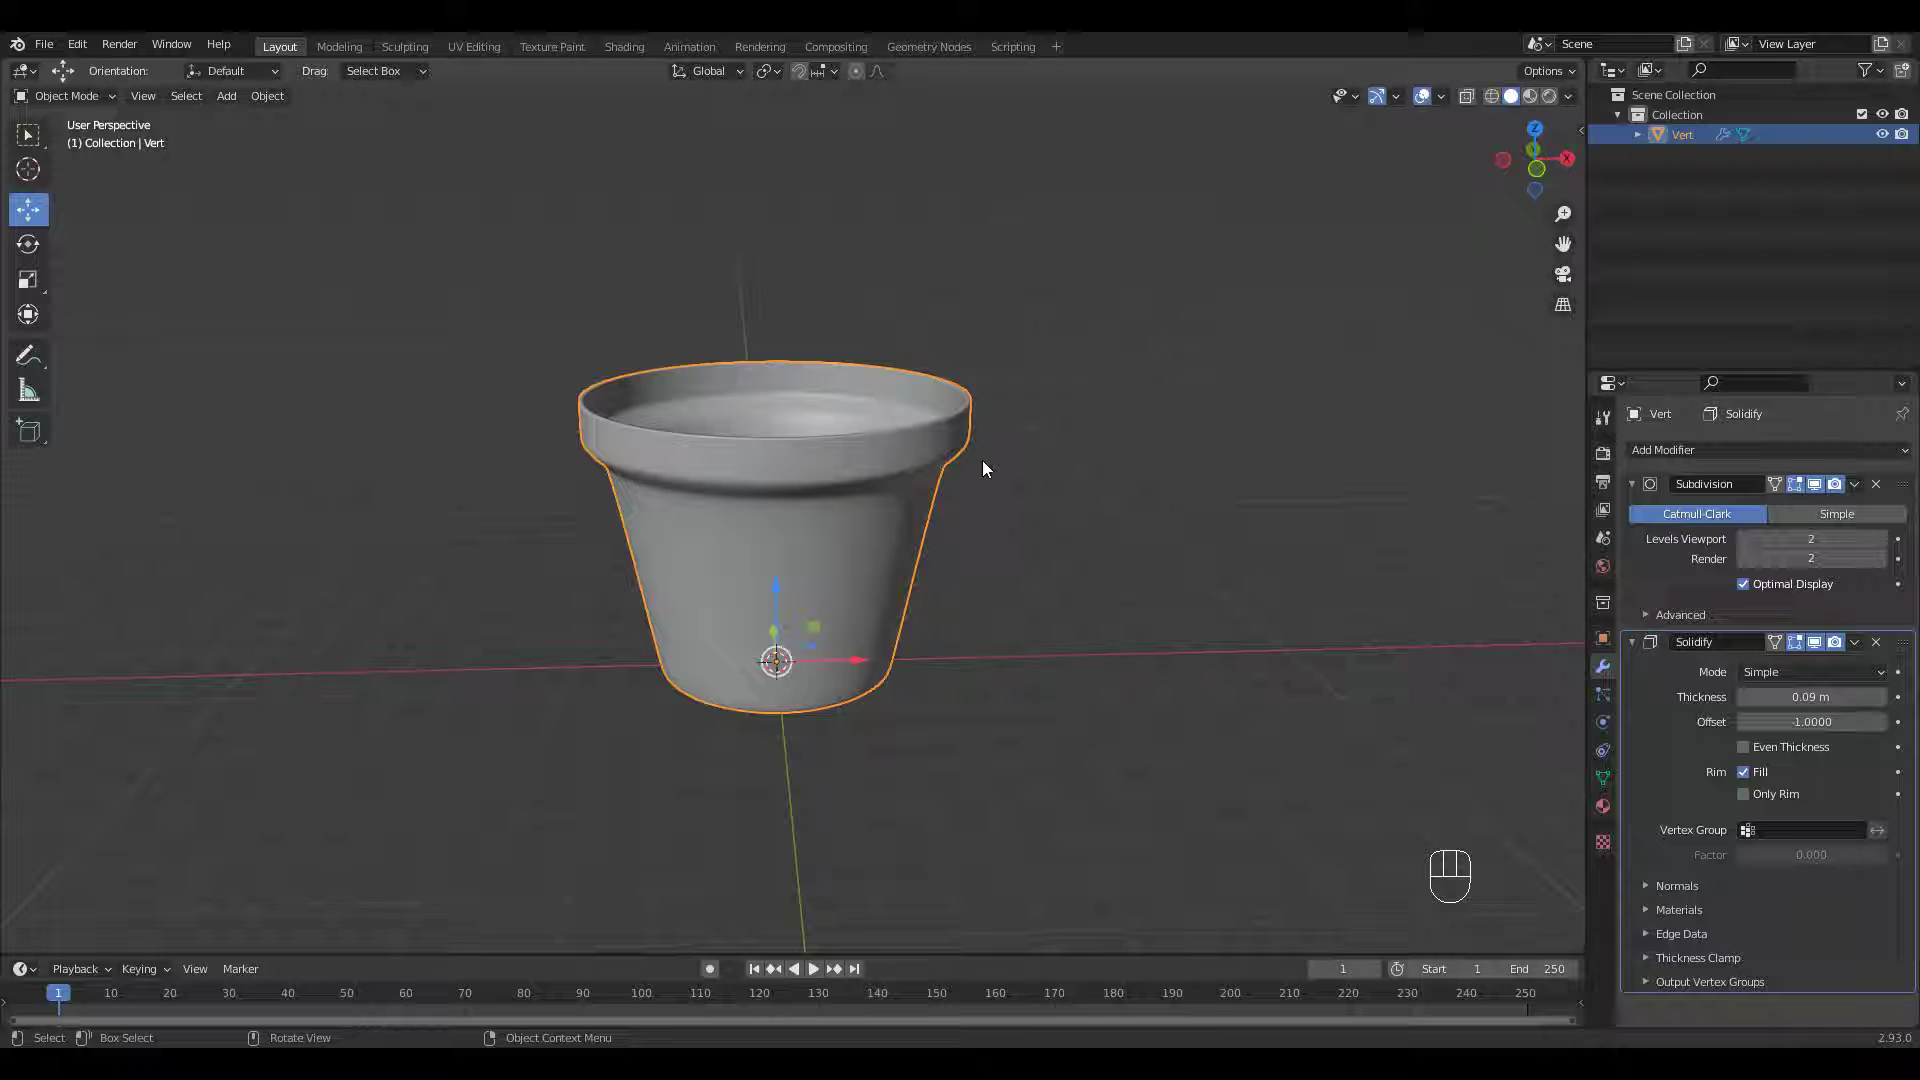 File Edit Render Window Help Layout Modeling Sculpting UV Editing Texture Paint Shading Animation Rendering Compositing Geometry Nodes Scripting + Scene View Layer
Orientation: Default Drag: Select Box Global Options
Object Mode View Select Add Object
Scene Collection
Collection
Vert
User Perspective
(1) Collection | Vert
Z
X
Vert Solidify
Add Modifier
Subdivision
Catmull-Clark Simple
Levels Viewport 2
Render 2
Optimal Display
Advanced
Solidify
Mode Simple
Thickness 0.09 m
Offset -1.0000
Even Thickness
Rim Fill
Only Rim
Vertex Group
Factor 0.000
Normals
Materials
Edge Data
Thickness Clamp
Output Vertex Groups
Playback Keying View Marker 1 Start 1 End 250
1 10 20 30 40 50 60 70 80 90 100 110 120 130 140 150 160 170 180 190 200 210 220 230 240 250
Select Box Select Rotate View Object Context Menu 2.93.0